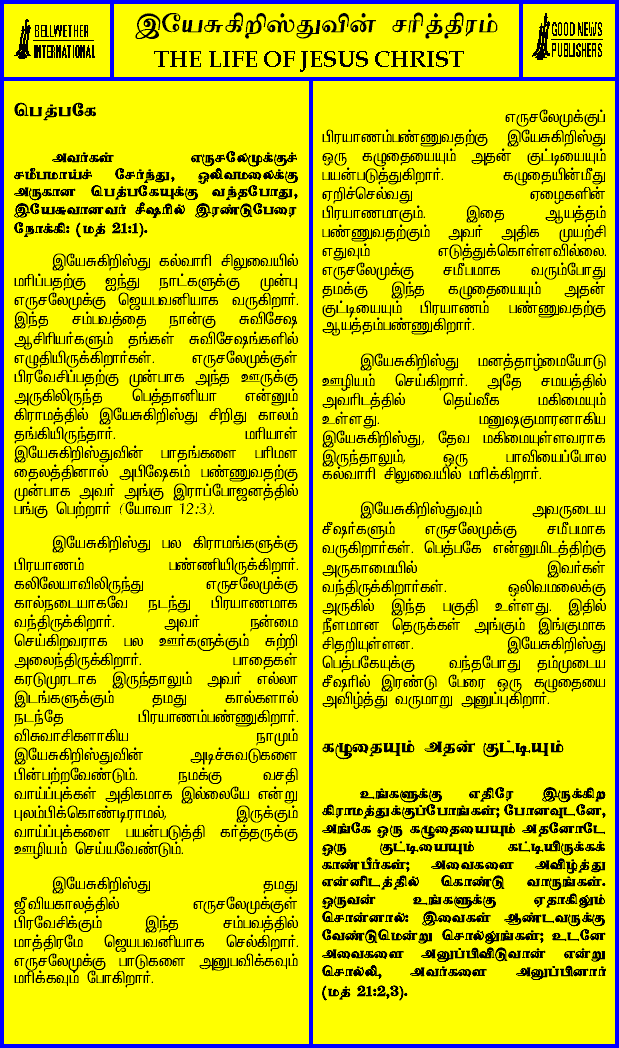 BELLWETHER
INTERNATIONAL
இயேசுகிறிஸ்துவின் சரித்திரம்
THE LIFE OF JESUS CHRIST
GOOD NEWS
PUBLISHERS
பெத்பகே
அவர்கள் எருசலேமுக்குச்
சமீபமாய்ச் சேர்ந்து, ஒலிவமலைக்கு
அருகான பெத்பகேயுக்கு வந்தபோது,
இயேசுவானவர் சீஷரில் இரண்டுபேரை
நோக்கி: (மத் 21:1).
இயேசுகிறிஸ்து கல்வாரி சிலுவையில்
மரிப்பதற்கு ஐந்து நாட்களுக்கு முன்பு
எருசலேமுக்கு ஜெயபவனியாக வருகிறார்.
இந்த சம்பவத்தை நான்கு சுவிசேஷ
ஆசிரியர்களும் தங்கள் சுவிசேஷங்களில்
எழுதியிருக்கிறார்கள். எருசலேமுக்குள்
பிரவேசிப்பதற்கு முன்பாக அந்த ஊருக்கு
அருகிலிருந்த பெத்தானியா என்னும்
கிராமத்தில் இயேசுகிறிஸ்து சிறிது காலம்
தங்கியிருந்தார். மரியாள்
இயேசுகிறிஸ்துவின் பாதங்களை பரிமள
தைலத்தினால் அபிஷேகம் பண்ணுவதற்கு
முன்பாக அவர் அங்கு இராப்போஜனத்தில்
பங்கு பெற்றார் (யோவா 12:3).
இயேசுகிறிஸ்து பல கிராமங்களுக்கு
பிரயாணம் பண்ணியிருக்கிறார்.
கலிலேயாவிலிருந்து எருசலேமுக்கு
கால்நடையாகவே நடந்து பிரயாணமாக
வந்திருக்கிறார். அவர் நன்மை
செய்கிறவராக பல ஊர்களுக்கும் சுற்றி
அலைந்திருக்கிறார். பாதைகள்
கரடுமுரடாக இருந்தாலும் அவர் எல்லா
இடங்களுக்கும் தமது கால்களால்
நடந்தே பிரயாணம்பண்ணுகிறார்.
விசுவாசிகளாகிய நாமும்
இயேசுகிறிஸ்துவின் அடிச்சுவடுகளை
பின்பற்றவேண்டும். நமக்கு வசதி
வாய்ப்புக்கள் அதிகமாக இல்லையே என்று
புலம்பிக்கொண்டிராமல், இருக்கும்
வாய்ப்புக்களை பயன்படுத்தி கர்த்தருக்கு
ஊழியம் செய்யவேண்டும்.
இயேசுகிறிஸ்து தமது
ஜீவியகாலத்தில் எருசலேமுக்குள்
பிரவேசிக்கும் இந்த சம்பவத்தில்
மாத்திரமே ஜெயபவனியாக செல்கிறார்.
எருசலேமுக்கு பாடுகளை அனுபவிக்கவும்
மரிக்கவும் போகிறார்.
எருசலேமுக்குப்
பிரயாணம்பண்ணுவதற்கு இயேசுகிறிஸ்து
ஒரு கழுதையையும் அதன் குட்டியையும்
பயன்படுத்துகிறார். கழுதையின்மீது
ஏறிச்செல்வது ஏழைகளின்
பிரயாணமாகும். இதை ஆயத்தம்
பண்ணுவதற்கும் அவர் அதிக முயற்சி
எதுவும் எடுத்துக்கொள்ளவில்லை.
எருசலேமுக்கு சமீபமாக வரும்போது
தமக்கு இந்த கழுதையையும் அதன்
குட்டியையும் பிரயாணம் பண்ணுவதற்கு
ஆயத்தம்பண்ணுகிறார்.
இயேசுகிறிஸ்து மனத்தாழ்மையோடு
ஊழியம் செய்கிறார். அதே சமயத்தில்
அவரிடத்தில் தெய்வீக மகிமையும்
உள்ளது. மனுஷகுமாரனாகிய
இயேசுகிறிஸ்து, தேவ மகிமையுள்ளவராக
இருந்தாலும், ஒரு பாவியைப்போல
கல்வாரி சிலுவையில் மரிக்கிறார்.
இயேசுகிறிஸ்துவும் அவருடைய
சீஷர்களும் எருசலேமுக்கு சமீபமாக
வருகிறார்கள். பெத்பகே என்னுமிடத்திற்கு
அருகாமையில் இவர்கள்
வந்திருக்கிறார்கள். ஒலிவமலைக்கு
அருகில் இந்த பகுதி உள்ளது. இதில்
நீளமான தெருக்கள் அங்கும் இங்குமாக
சிதறியுள்ளன. இயேசுகிறிஸ்து
பெத்பகேயுக்கு வந்தபோது தம்முடைய
சீஷரில் இரண்டு பேரை ஒரு கழுதையை
அவிழ்த்து வருமாறு அனுப்புகிறார்.
கழுதையும் அதன் குட்டியும்
உங்களுக்கு எதிரே இருக்கிற
கிராமத்துக்குப்போங்கள்; போனவுடனே,
அங்கே ஒரு கழுதையையும் அதனோடே
ஒரு குட்டியையும் கட்டியிருக்கக்
காண்பீர்கள்; அவைகளை அவிழ்த்து
என்னிடத்தில் கொண்டு வாருங்கள்.
ஒருவன் உங்களுக்கு ஏதாகிலும்
சொன்னால்: இவைகள் ஆண்டவருக்கு
வேண்டுமென்று சொல்லுங்கள்; உடனே
அவைகளை அனுப்பிவிடுவான் என்று
சொல்லி, அவர்களை அனுப்பினார்
(மத் 21:2,3).